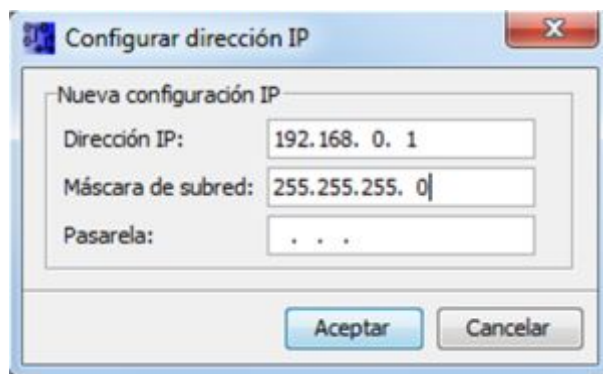 Configurar dirección IP
Nueva configuración IP
Dirección IP: 192.168. 0. 1
Máscara de subred: 255.255.255. 0
Pasarela: . . .
Aceptar Cancelar